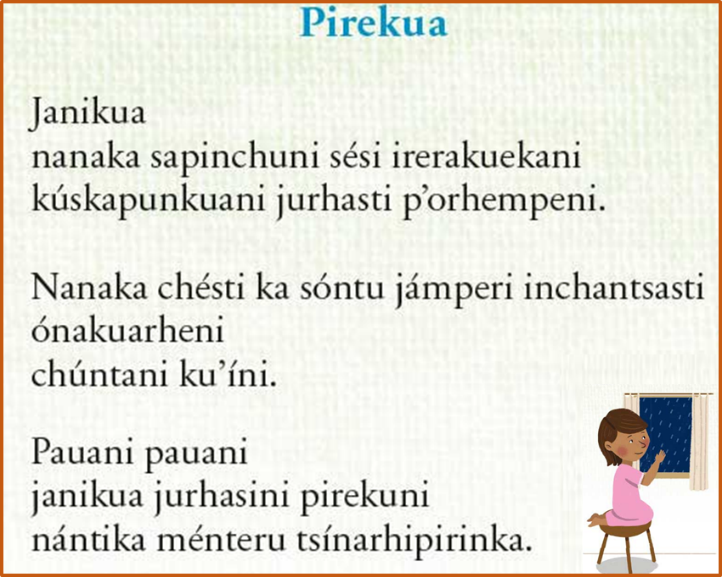 Pirekua
Janikua
nanaka sapinchuni sési irerakuekani
kúskapunkuani jurhasti p’orhempeni.
Nanaka chésti ka sóntu jámperi inchantsasti
ónakuarheni
chúntani ku’íni.
Pauani pauani
janikua jurhasini pirekuni
nántika ménteru tsínarhipirinka.